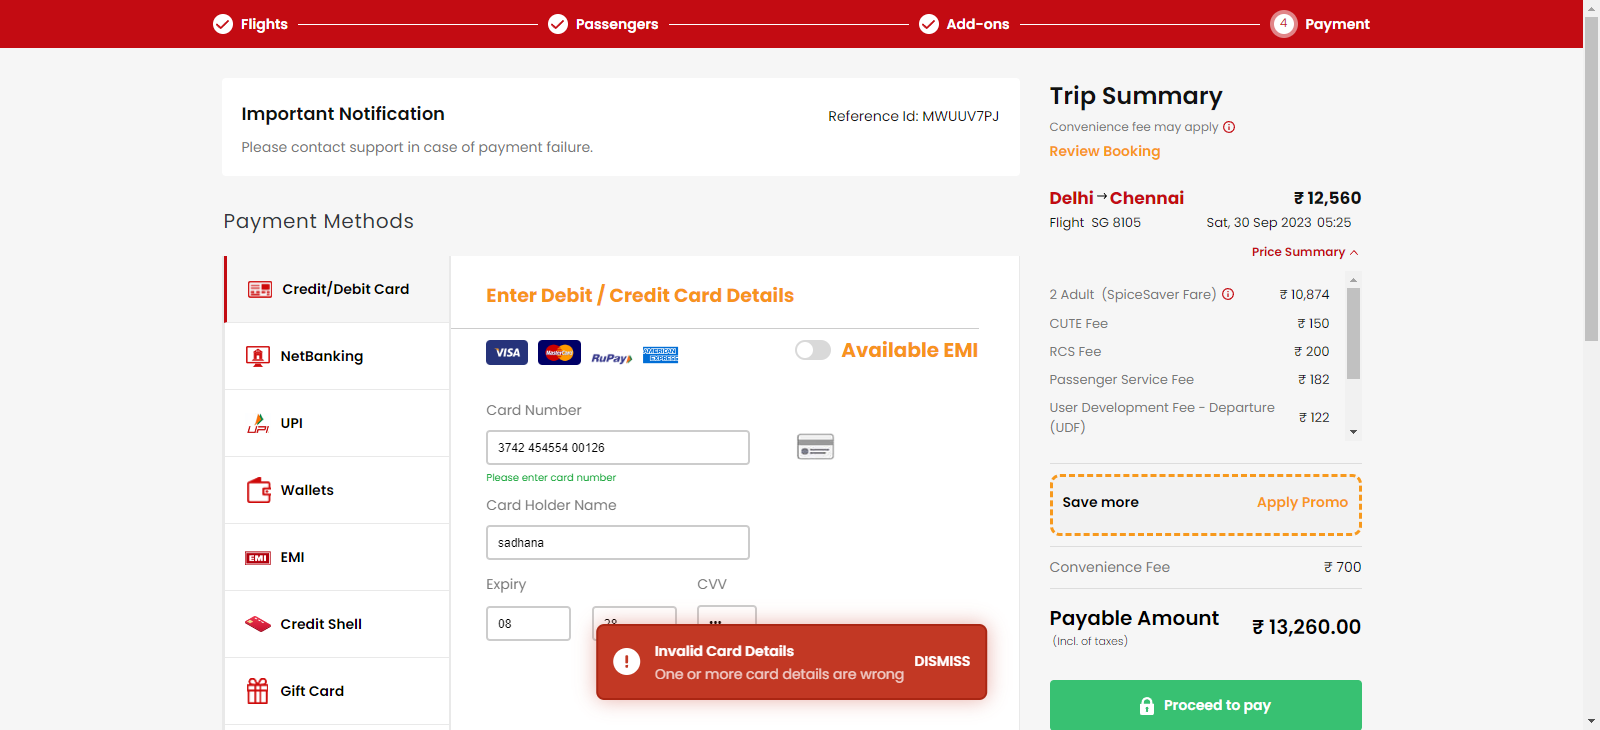 Flights
Passengers
Add-ons
4
Payment
Important Notification
Reference Id: MWUUV7PJ
Please contact support in case of payment failure.
Payment Methods
Credit/Debit Card
NetBanking
UPI
UPI
Wallets
EMI
EMI
Credit Shell
Gift Card
Enter Debit / Credit Card Details
VISA
MasterCard
RuPay
AMERICAN EXPRESS
Available EMI
Card Number
3742 454554 00126
Please enter card number
Card Holder Name
sadhana
Expiry
CVV
08
28
•••
Invalid Card Details
One or more card details are wrong
DISMISS
Trip Summary
Convenience fee may apply
Review Booking
Delhi → Chennai ₹ 12,560
Flight SG 8105 Sat, 30 Sep 2023 05:25
Price Summary
2 Adult (SpiceSaver Fare) ₹ 10,874
CUTE Fee ₹ 150
RCS Fee ₹ 200
Passenger Service Fee ₹ 182
User Development Fee - Departure
(UDF) ₹ 122
Save more Apply Promo
Convenience Fee ₹ 700
Payable Amount ₹ 13,260.00
(Incl. of taxes)
Proceed to pay